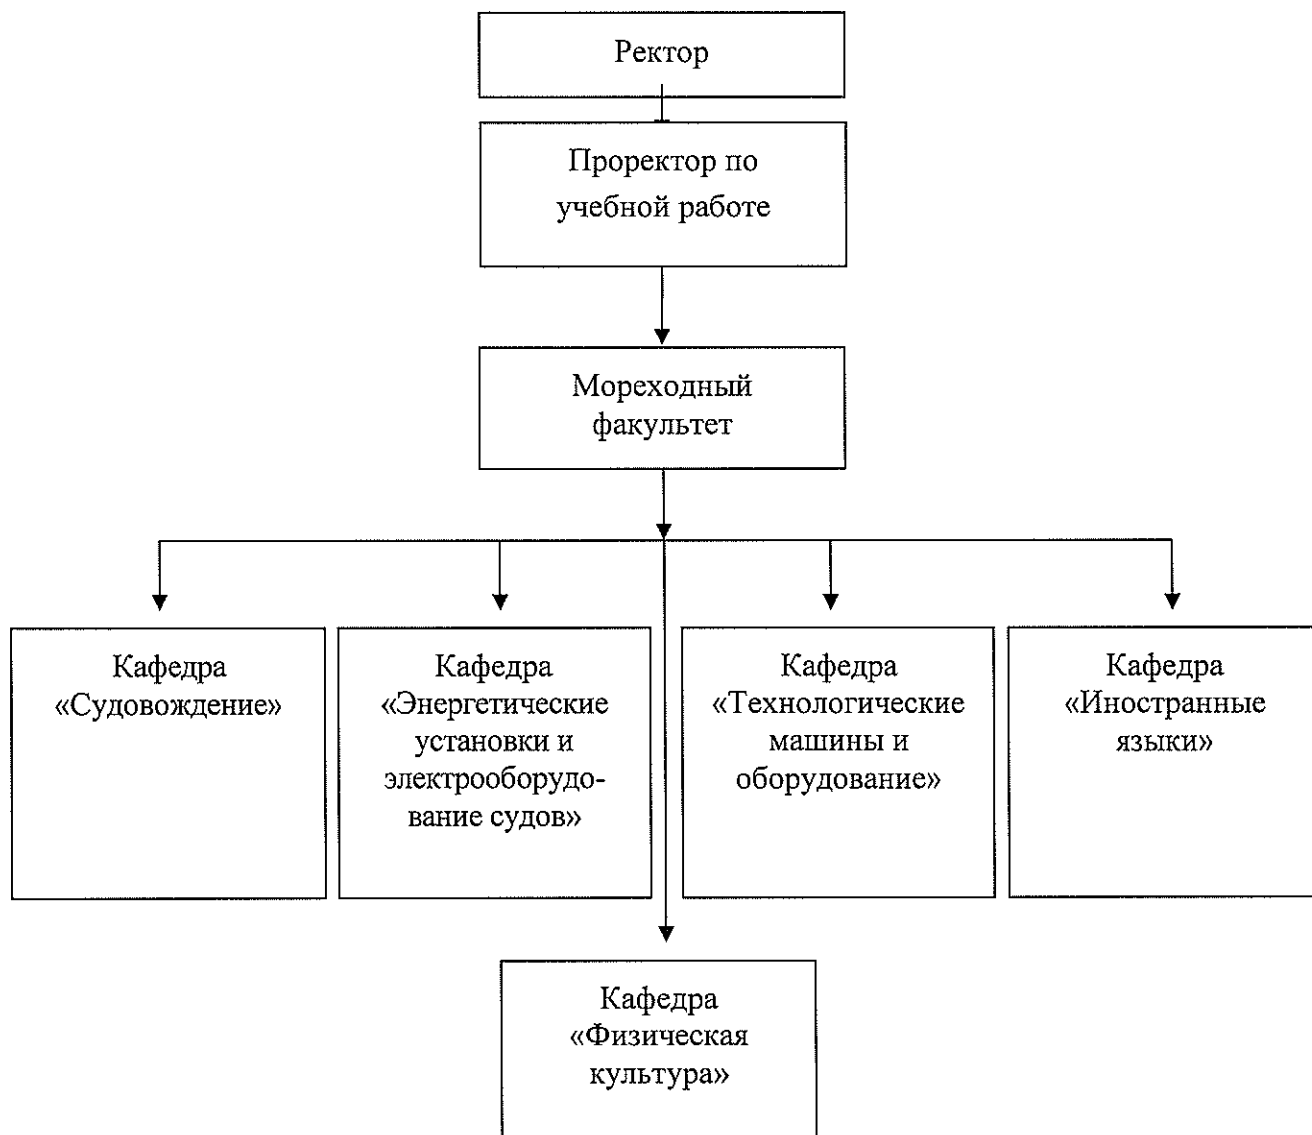 Ректор
Проректор по
учебной работе
Мореходный
факультет
Кафедра
«Судовождение»
Кафедра
«Энергетические
установки и
электрооборудо-
вание судов»
Кафедра
«Технологические
машины и
оборудование»
Кафедра
«Иностранные
языки»
Кафедра
«Физическая
культура»